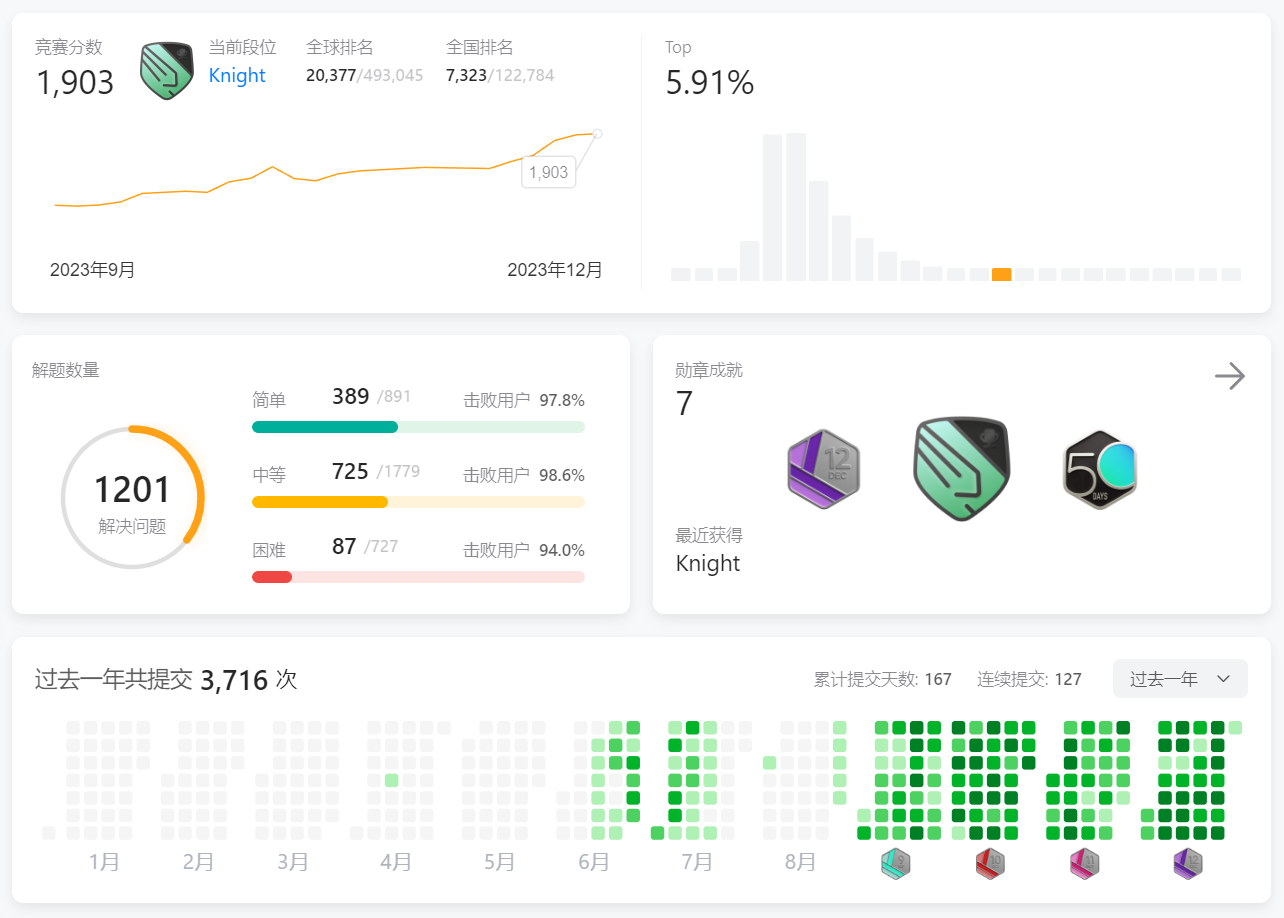 竞赛分数
1,903
当前段位
Knight
全球排名
20,377/493,045
全国排名
7,323/122,784
1,903
2023年9月
2023年12月
Top
5.91%
解题数量
1201
解决问题
简单 389 /891 击败用户 97.8%
中等 725 /1779 击败用户 98.6%
困难 87 /727 击败用户 94.0%
勋章成就
7
12
DEC
50
DAYS
最近获得
Knight
过去一年共提交 3,716 次
累计提交天数: 167 连续提交: 127 过去一年
1月 2月 3月 4月 5月 6月 7月 8月
9 10 11 12